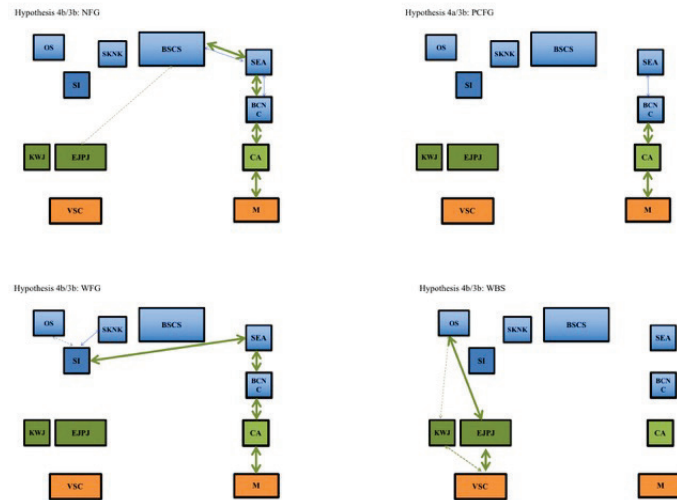 Hypothesis 4b/3b: NFG
OS
SKNK
BSCS
SEA
SI
BCN
C
KWJ
EJPJ
CA
VSC
M
Hypothesis 4a/3b: PCFG
OS
SKNK
BSCS
SEA
SI
BCN
C
KWJ
EJPJ
CA
VSC
M
Hypothesis 4b/3b: WFG
OS
SKNK
BSCS
SEA
SI
BCN
C
KWJ
EJPJ
CA
VSC
M
Hypothesis 4b/3b: WBS
OS
SKNK
BSCS
SEA
SI
BCN
C
KWJ
EJPJ
CA
VSC
M